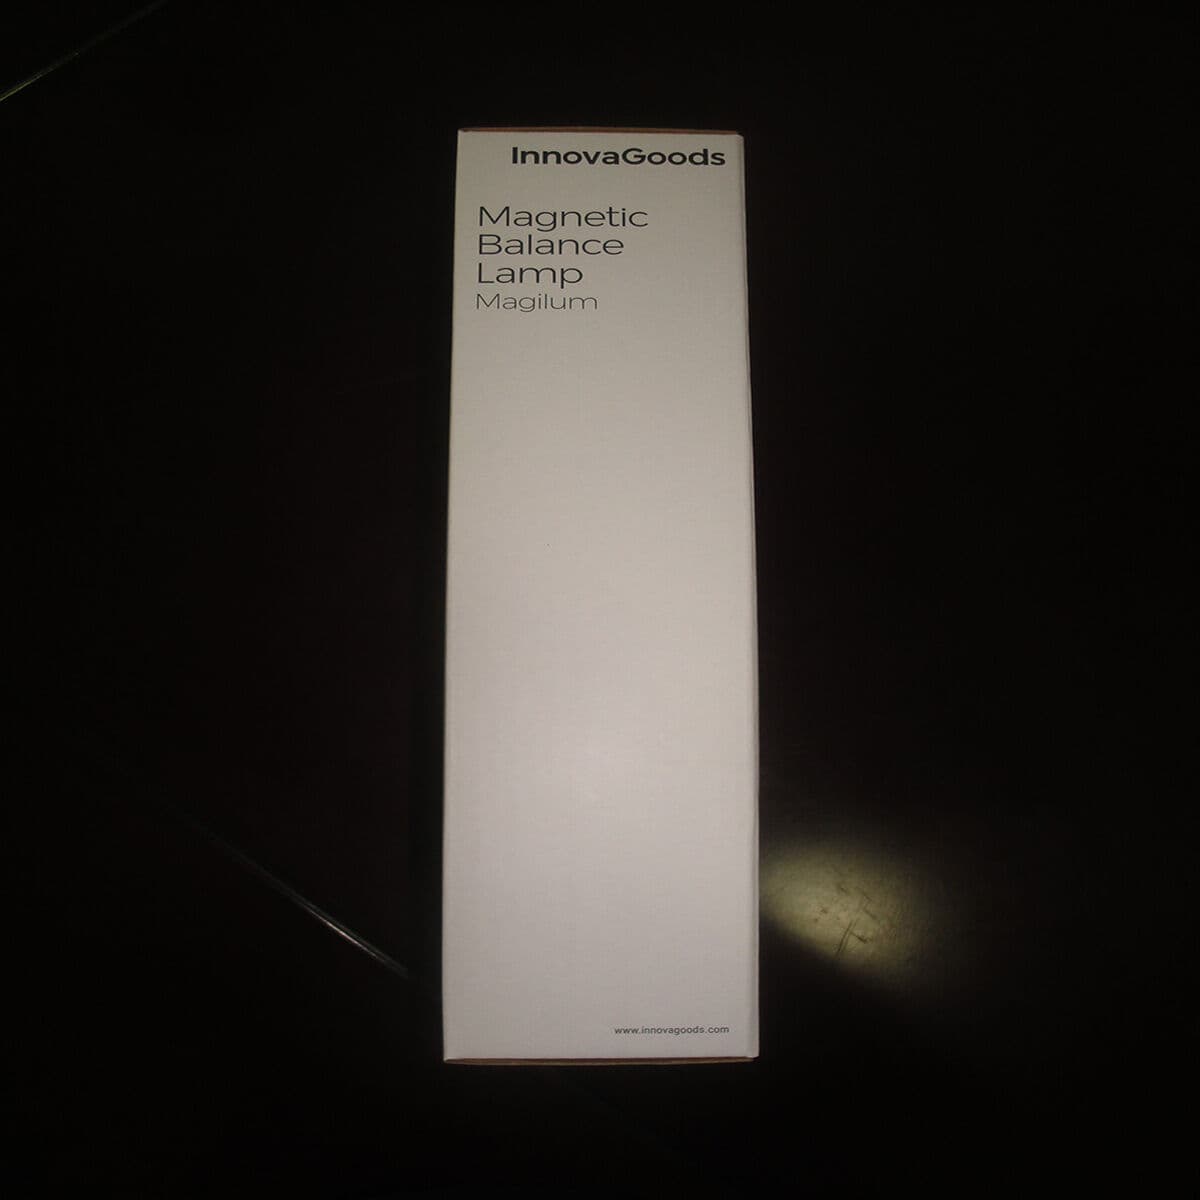 InnovaGoods
Magnetic
Balance
Lamp
Magilum
www.innovagoods.com